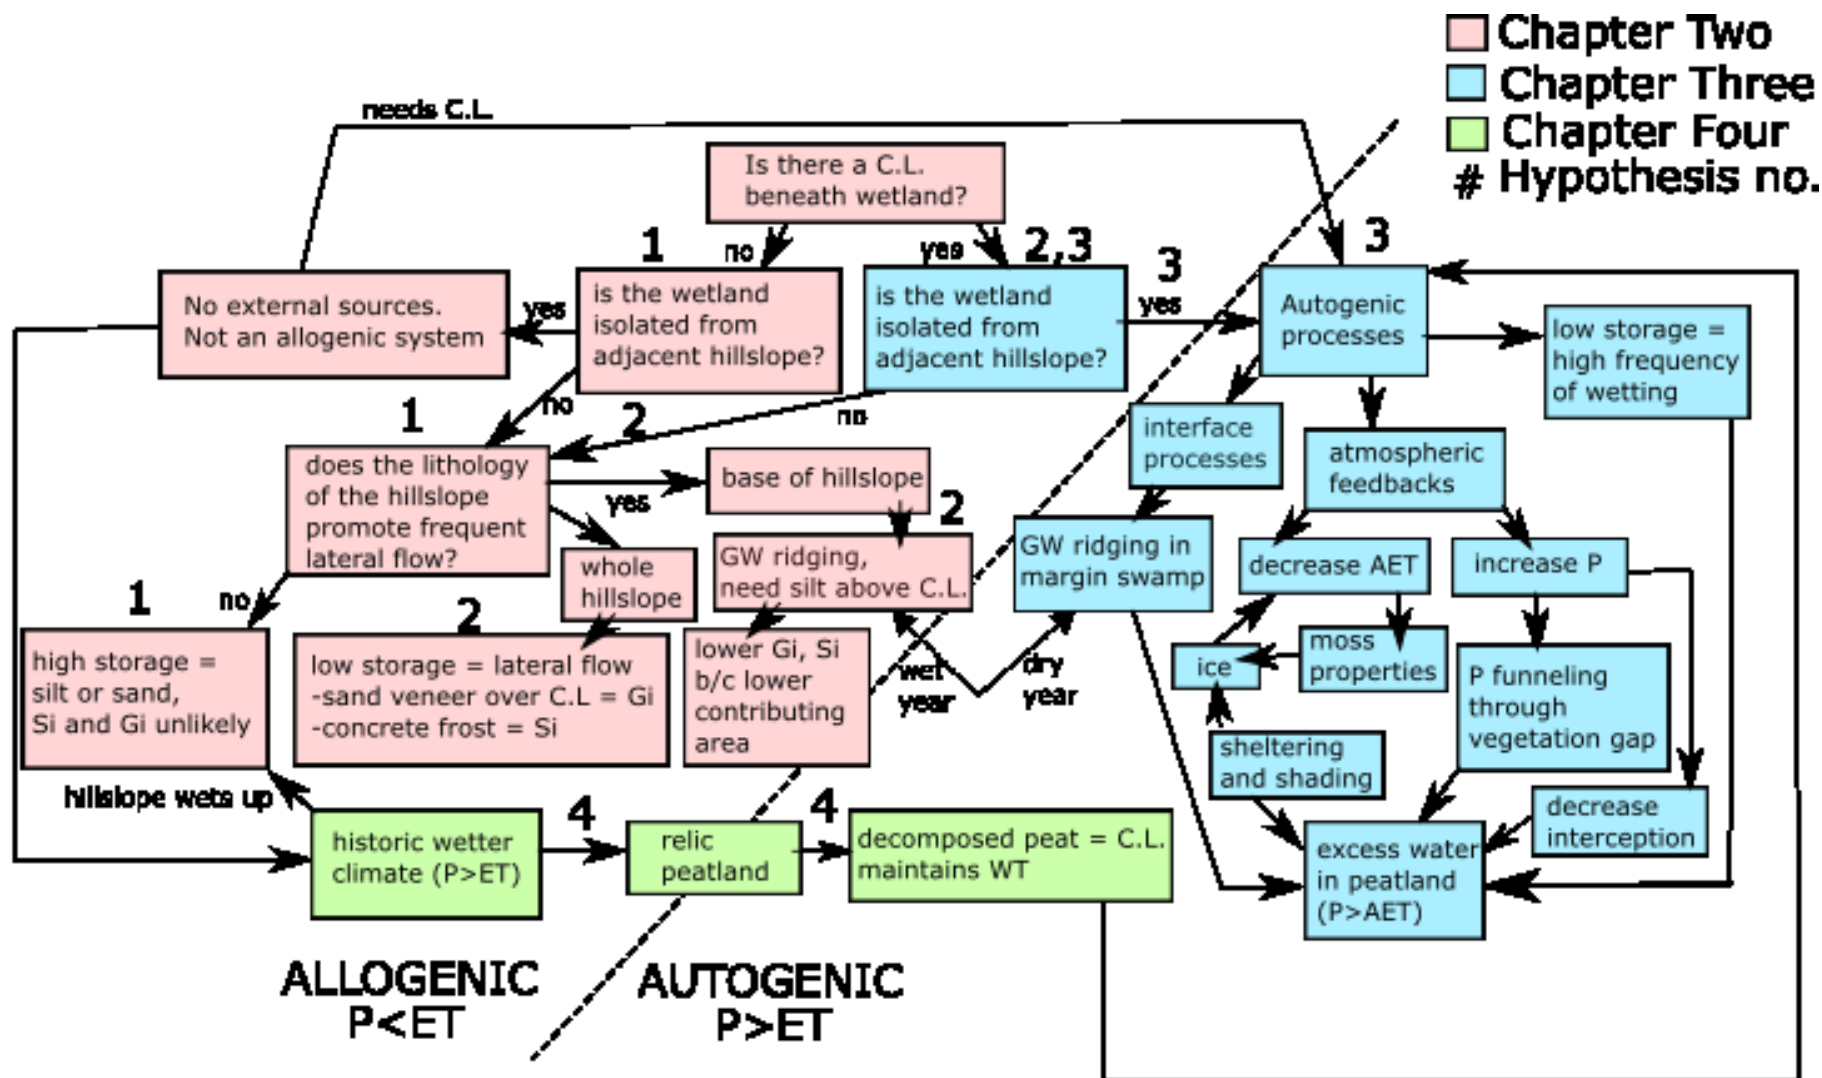 Chapter Two
Chapter Three
Chapter Four
# Hypothesis no.
needs C.L.
Is there a C.L.
beneath wetland?
1
no
yes
2,3
3
3
No external sources.
Not an allogenic system
yes
is the wetland
isolated from
adjacent hillslope?
is the wetland
isolated from
adjacent hillslope?
yes
Autogenic
processes
low storage =
high frequency
of wetting
1
no
2
no
interface
processes
atmospheric
feedbacks
does the lithology
of the hillslope
promote frequent
lateral flow?
yes
base of hillslope
2
whole
hillslope
GW ridging,
need silt above C.L.
GW ridging in
margin swamp
decrease AET
increase P
1
no
2
high storage =
silt or sand,
Si and Gi unlikely
low storage = lateral flow
-sand veneer over C.L = Gi
-concrete frost = Si
lower Gi, Si
b/c lower
contributing
area
wet
year
dry
year
ice
moss
properties
P funneling
through
vegetation gap
sheltering
and shading
hillslope wets up
historic wetter
climate (P>ET)
4
relic
peatland
4
decomposed peat = C.L.
maintains WT
decrease
interception
excess water
in peatland
(P>AET)
ALLOGENIC
P<ET
AUTOGENIC
P>ET